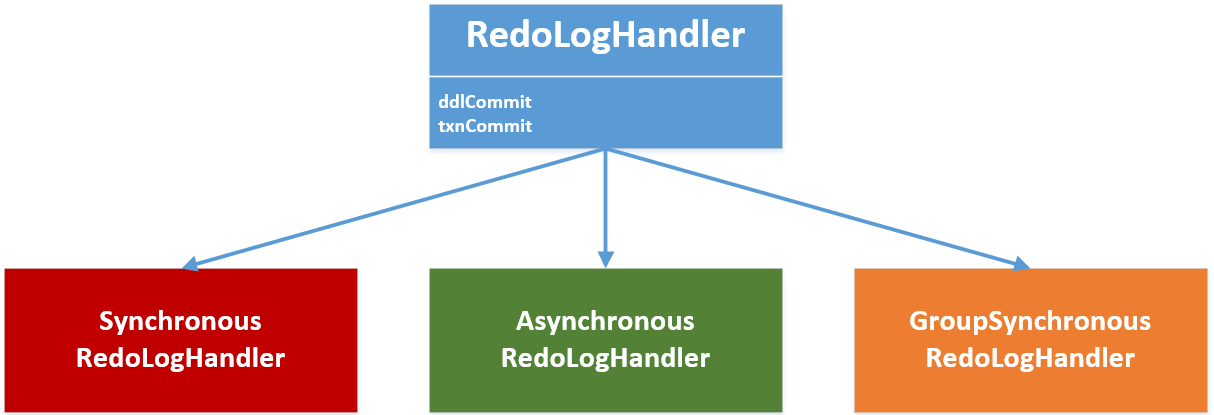 RedoLogHandler
ddlCommit
txnCommit
Synchronous
RedoLogHandler
Asynchronous
RedoLogHandler
GroupSynchronous
RedoLogHandler